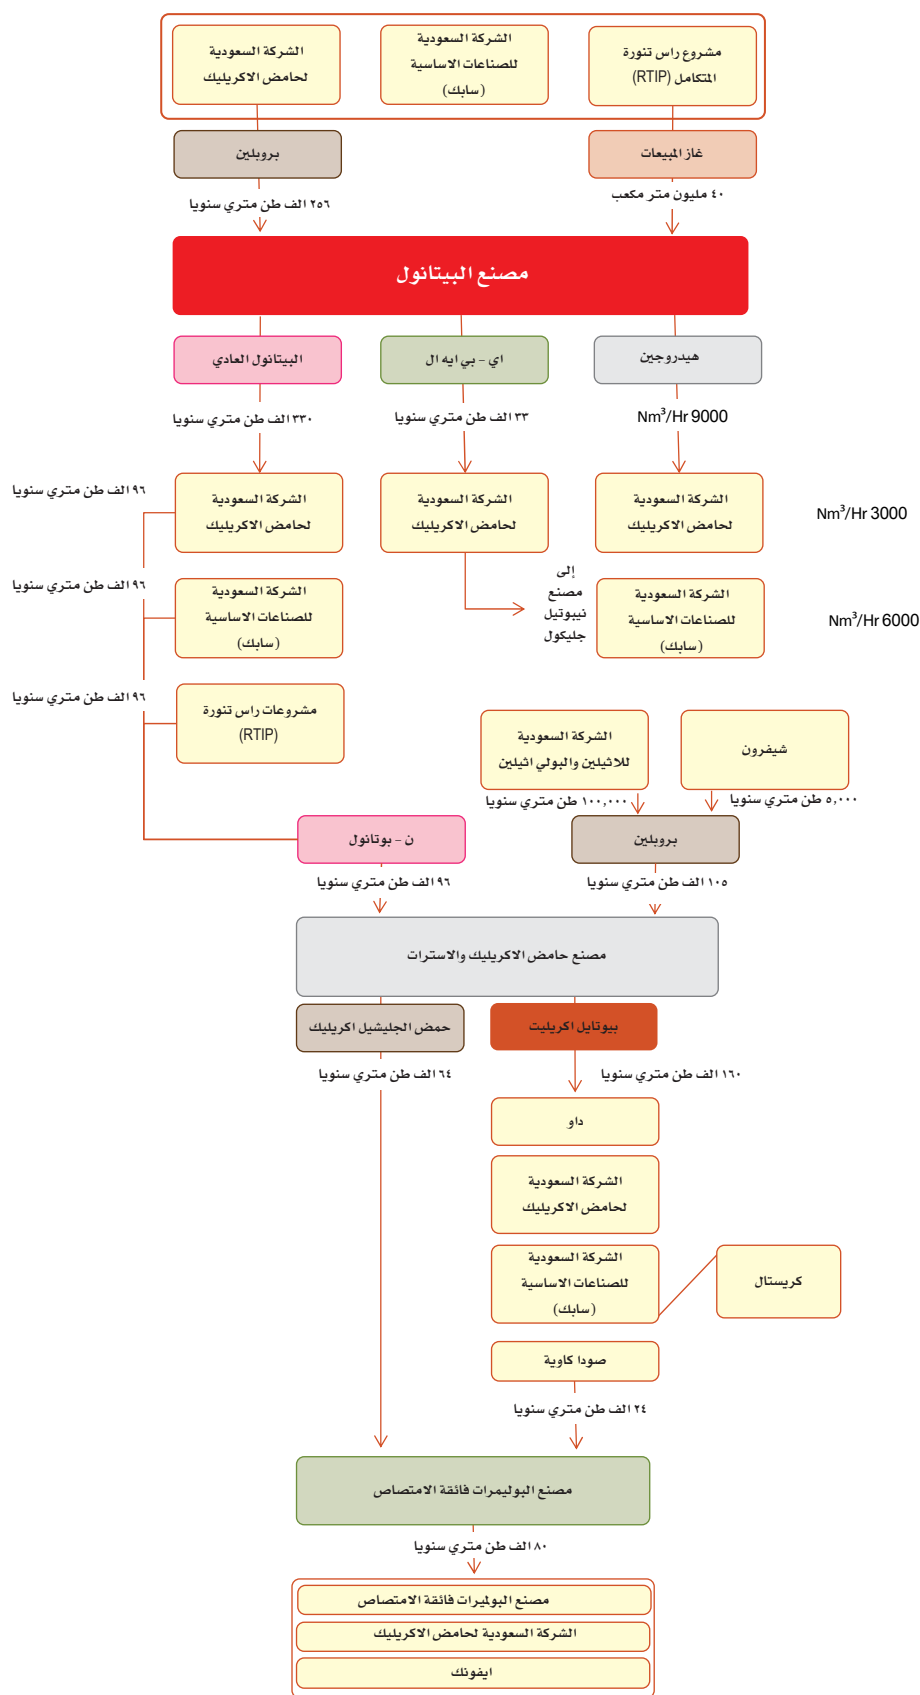 مشروع راس تنورة
المتكامل (RTIP)
الشركة السعودية
للصناعات الاساسية
(سابك)
الشركة السعودية
لحامض الاكريليك
غاز المبيعات
بروبلين
٤٠ مليون متر مكعب
٢٥٦ الف طن متري سنويا
مصنع البيتانول
هيدروجين
اي - بي ايه ال
البيتانول العادي
Nm³/Hr 9000
٣٣ الف طن متري سنويا
٣٣٠ الف طن متري سنويا
Nm³/Hr 3000
الشركة السعودية
لحامض الاكريليك
الشركة السعودية
لحامض الاكريليك
الشركة السعودية
لحامض الاكريليك
٩٦ الف طن متري سنويا
Nm³/Hr 6000
الشركة السعودية
للصناعات الاساسية
(سابك)
إلى
مصنع
نيبوتيل
جليكول
الشركة السعودية
للصناعات الاساسية
(سابك)
٩٦ الف طن متري سنويا
مشروعات راس تنورة
(RTIP)
٩٦ الف طن متري سنويا
شيفرون
الشركة السعودية
للاثيلين والبولي اثيلين
٥,٠٠٠ طن متري سنويا
١٠٠,٠٠٠ طن متري سنويا
بروبلين
ن - بوتانول
١٠٥ الف طن متري سنويا
٩٦ الف طن متري سنويا
مصنع حامض الاكريليك والاسترات
بيوتايل اكريليت
حمض الجليشيل اكريليك
١٦٠ الف طن متري سنويا
٦٤ الف طن متري سنويا
داو
الشركة السعودية
لحامض الاكريليك
الشركة السعودية
للصناعات الاساسية
(سابك)
كريستال
صودا كاوية
٢٤ الف طن متري سنويا
مصنع البوليمرات فائقة الامتصاص
٨٠ الف طن متري سنويا
مصنع البوليرات فائقة الامتصاص
الشركة السعودية لحامض الاكريليك
ايفونك